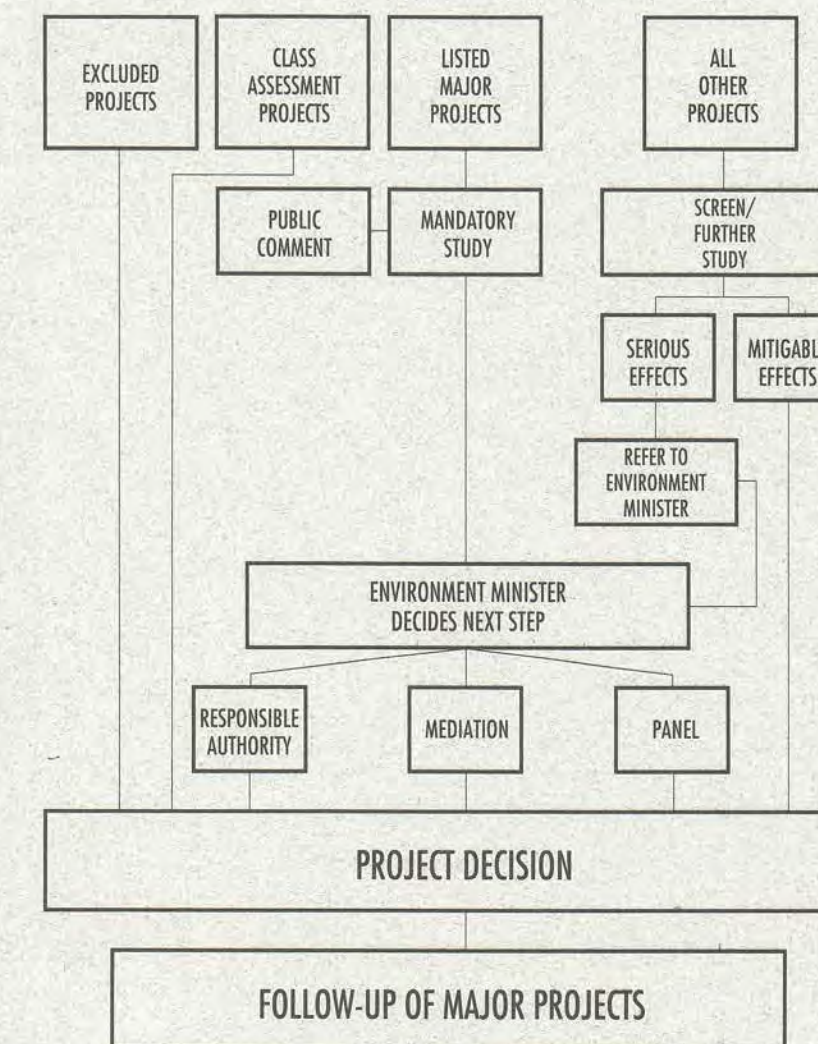 EXCLUDED
PROJECTS
CLASS
ASSESSMENT
PROJECTS
LISTED
MAJOR
PROJECTS
ALL
OTHER
PROJECTS
PUBLIC
COMMENT
MANDATORY
STUDY
SCREEN/
FURTHER
STUDY
SERIOUS
EFFECTS
MITIGABL
EFFECTS
REFER TO
ENVIRONMENT
MINISTER
ENVIRONMENT MINISTER
DECIDES NEXT STEP
RESPONSIBLE
AUTHORITY
MEDIATION
PANEL
PROJECT DECISION
FOLLOW-UP OF MAJOR PROJECTS